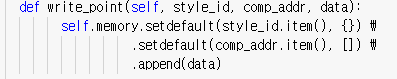 def write_point(self, style_id, comp_addr, data):
    self.memory.setdefault(style_id.item(), {}) ₩
               .setdefault(comp_addr.item(), []) ₩
               .append(data)